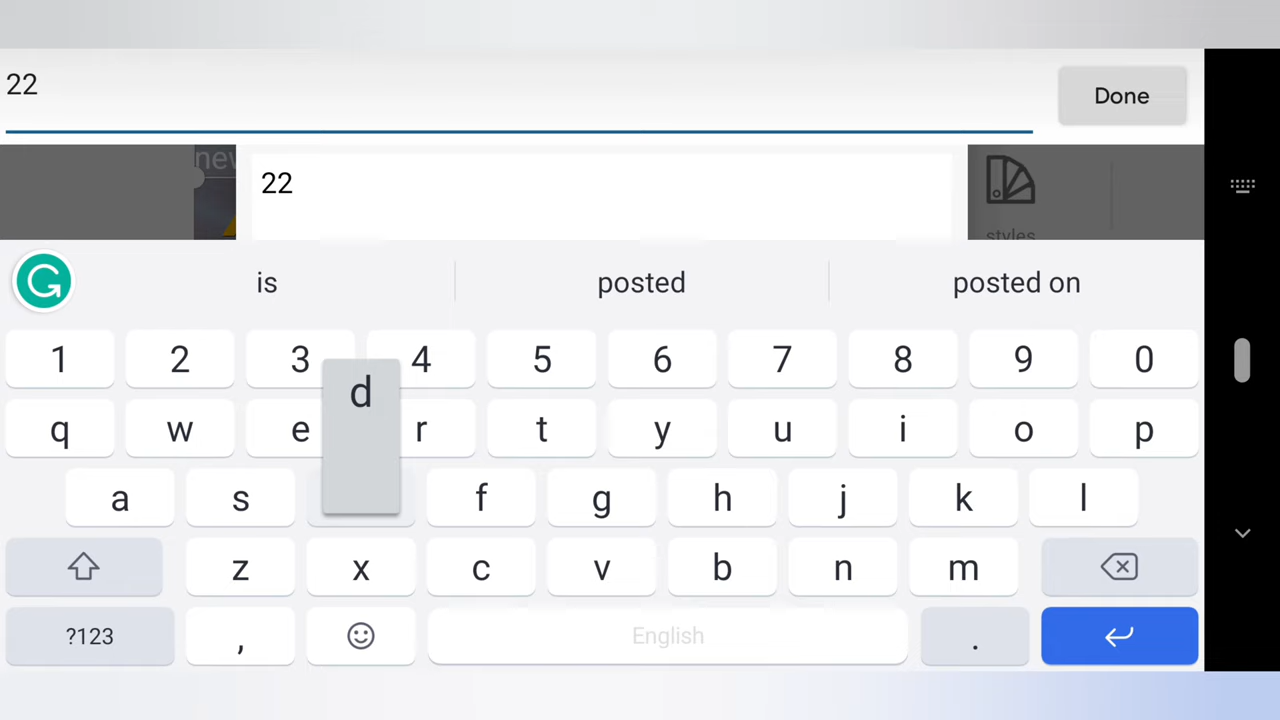 22
Done
new
22
styles
is posted posted on
1 2 3 4 5 6 7 8 9 0
q w e r t y u i o p
a s d f g h j k l
z x c v b n m
?123 , English .